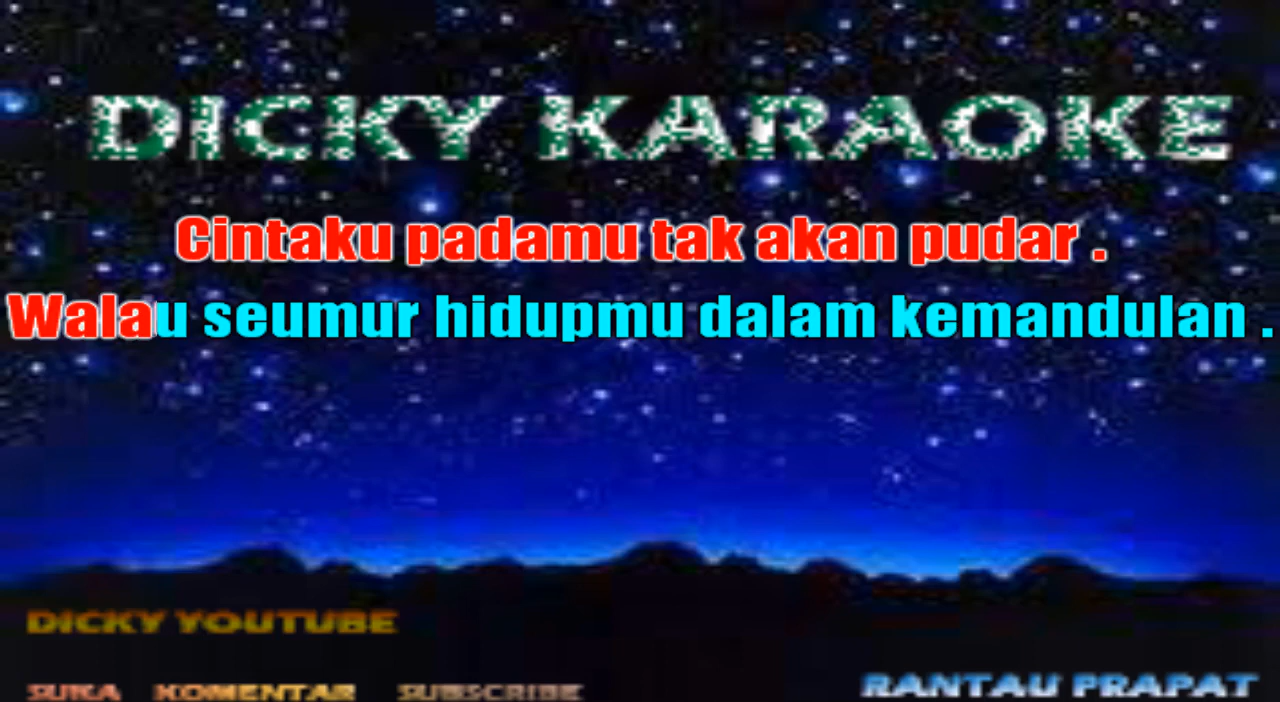 DICKY KARAOKE
Cintaku padamu tak akan pudar .
Walau seumur hidupmu dalam kemandulan .
DICKY YOUTUBE
SUKA KOMENTAR SUBSCRIBE
RANTAU PRAPAT